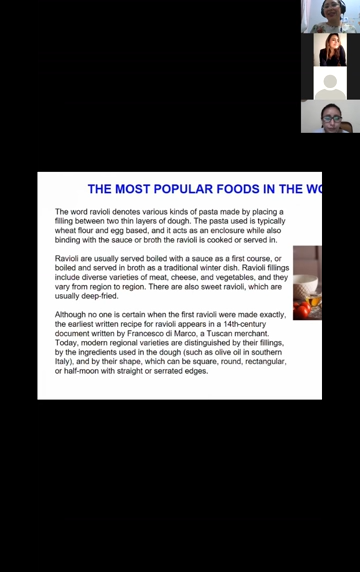 THE MOST POPULAR FOODS IN THE WO
The word ravioli denotes various kinds of pasta made by placing a
filling between two thin layers of dough. The pasta used is typically
wheat flour and egg based, and it acts as an enclosure while also
binding with the sauce or broth the ravioli is cooked or served in.
Ravioli are usually served boiled with a sauce as a first course, or
boiled and served in broth as a traditional winter dish. Ravioli fillings
include diverse varieties of meat, cheese, and vegetables, and they
vary from region to region. There are also sweet ravioli, which are
usually deep-fried.
Although no one is certain when the first ravioli were made exactly,
the earliest written recipe for ravioli appears in a 14th-century
document written by Francesco di Marco, a Tuscan merchant.
Today, modern regional varieties are distinguished by their fillings,
by the ingredients used in the dough (such as olive oil in southern
Italy), and by their shape, which can be square, round, rectangular,
or half-moon with straight or serrated edges.